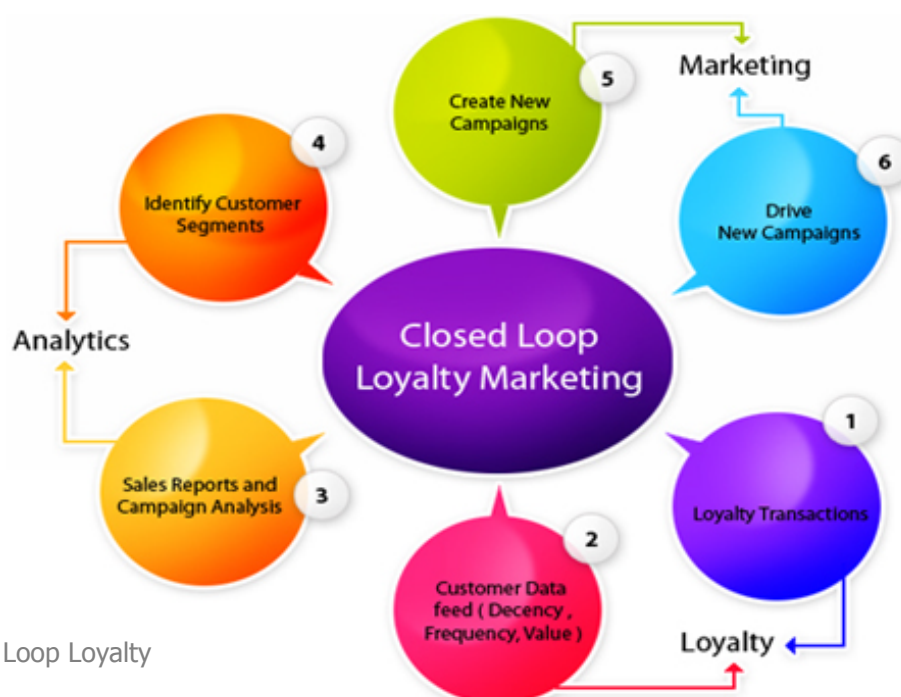 5
Create New
Campaigns
Marketing
4
Identify Customer
Segments
6
Drive
New Campaigns
Analytics
Closed Loop
Loyalty Marketing
3
Sales Reports and
Campaign Analysis
1
Loyalty Transactions
2
Customer Data
feed ( Decency ,
Frequency, Value )
Loyalty
Loop Loyalty